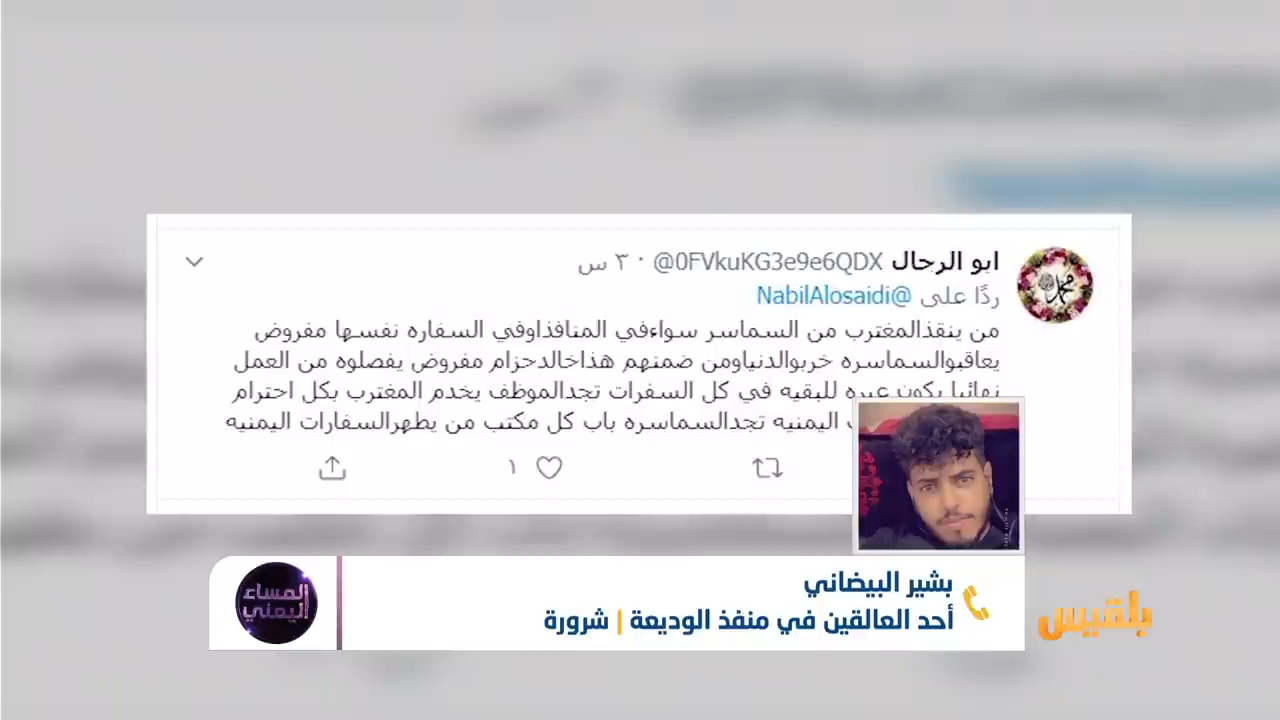 ابو الرجال @0FVkuKG3e9e6QDX · ٣ س
ردًا على @NabilAlosaidi
من ينقذالمغترب من السماسر سواءفي المنافذاوفي السفاره نفسها مفروض
يعاقبوالسماسره خربوالدنياومن ضمنهم هذاخالدحزام مفروض يفصلوه من العمل
نهائيا يكون عبره للبقيه في كل السفرات تجدالموظف يخدم المغترب بكل احترام
اليمنيه تجدالسماسره باب كل مكتب من يطهرالسفارات اليمنيه
١
بشير البيضاني
أحد العالقين في منفذ الوديعة | شرورة
المساء
اليمني
بلقيس